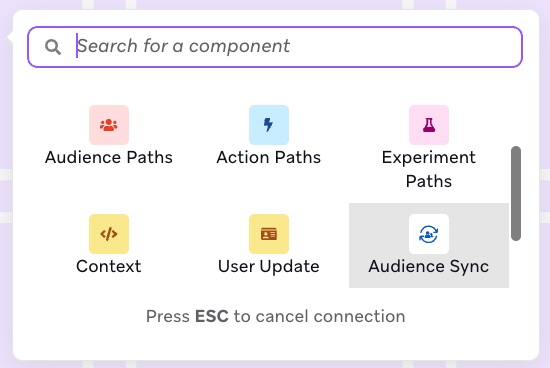 Search for a component
Audience Paths
Action Paths
Experiment
Paths
Context
User Update
Audience Sync
Press ESC to cancel connection